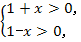 {1 + x > 0,
1−x > 0,